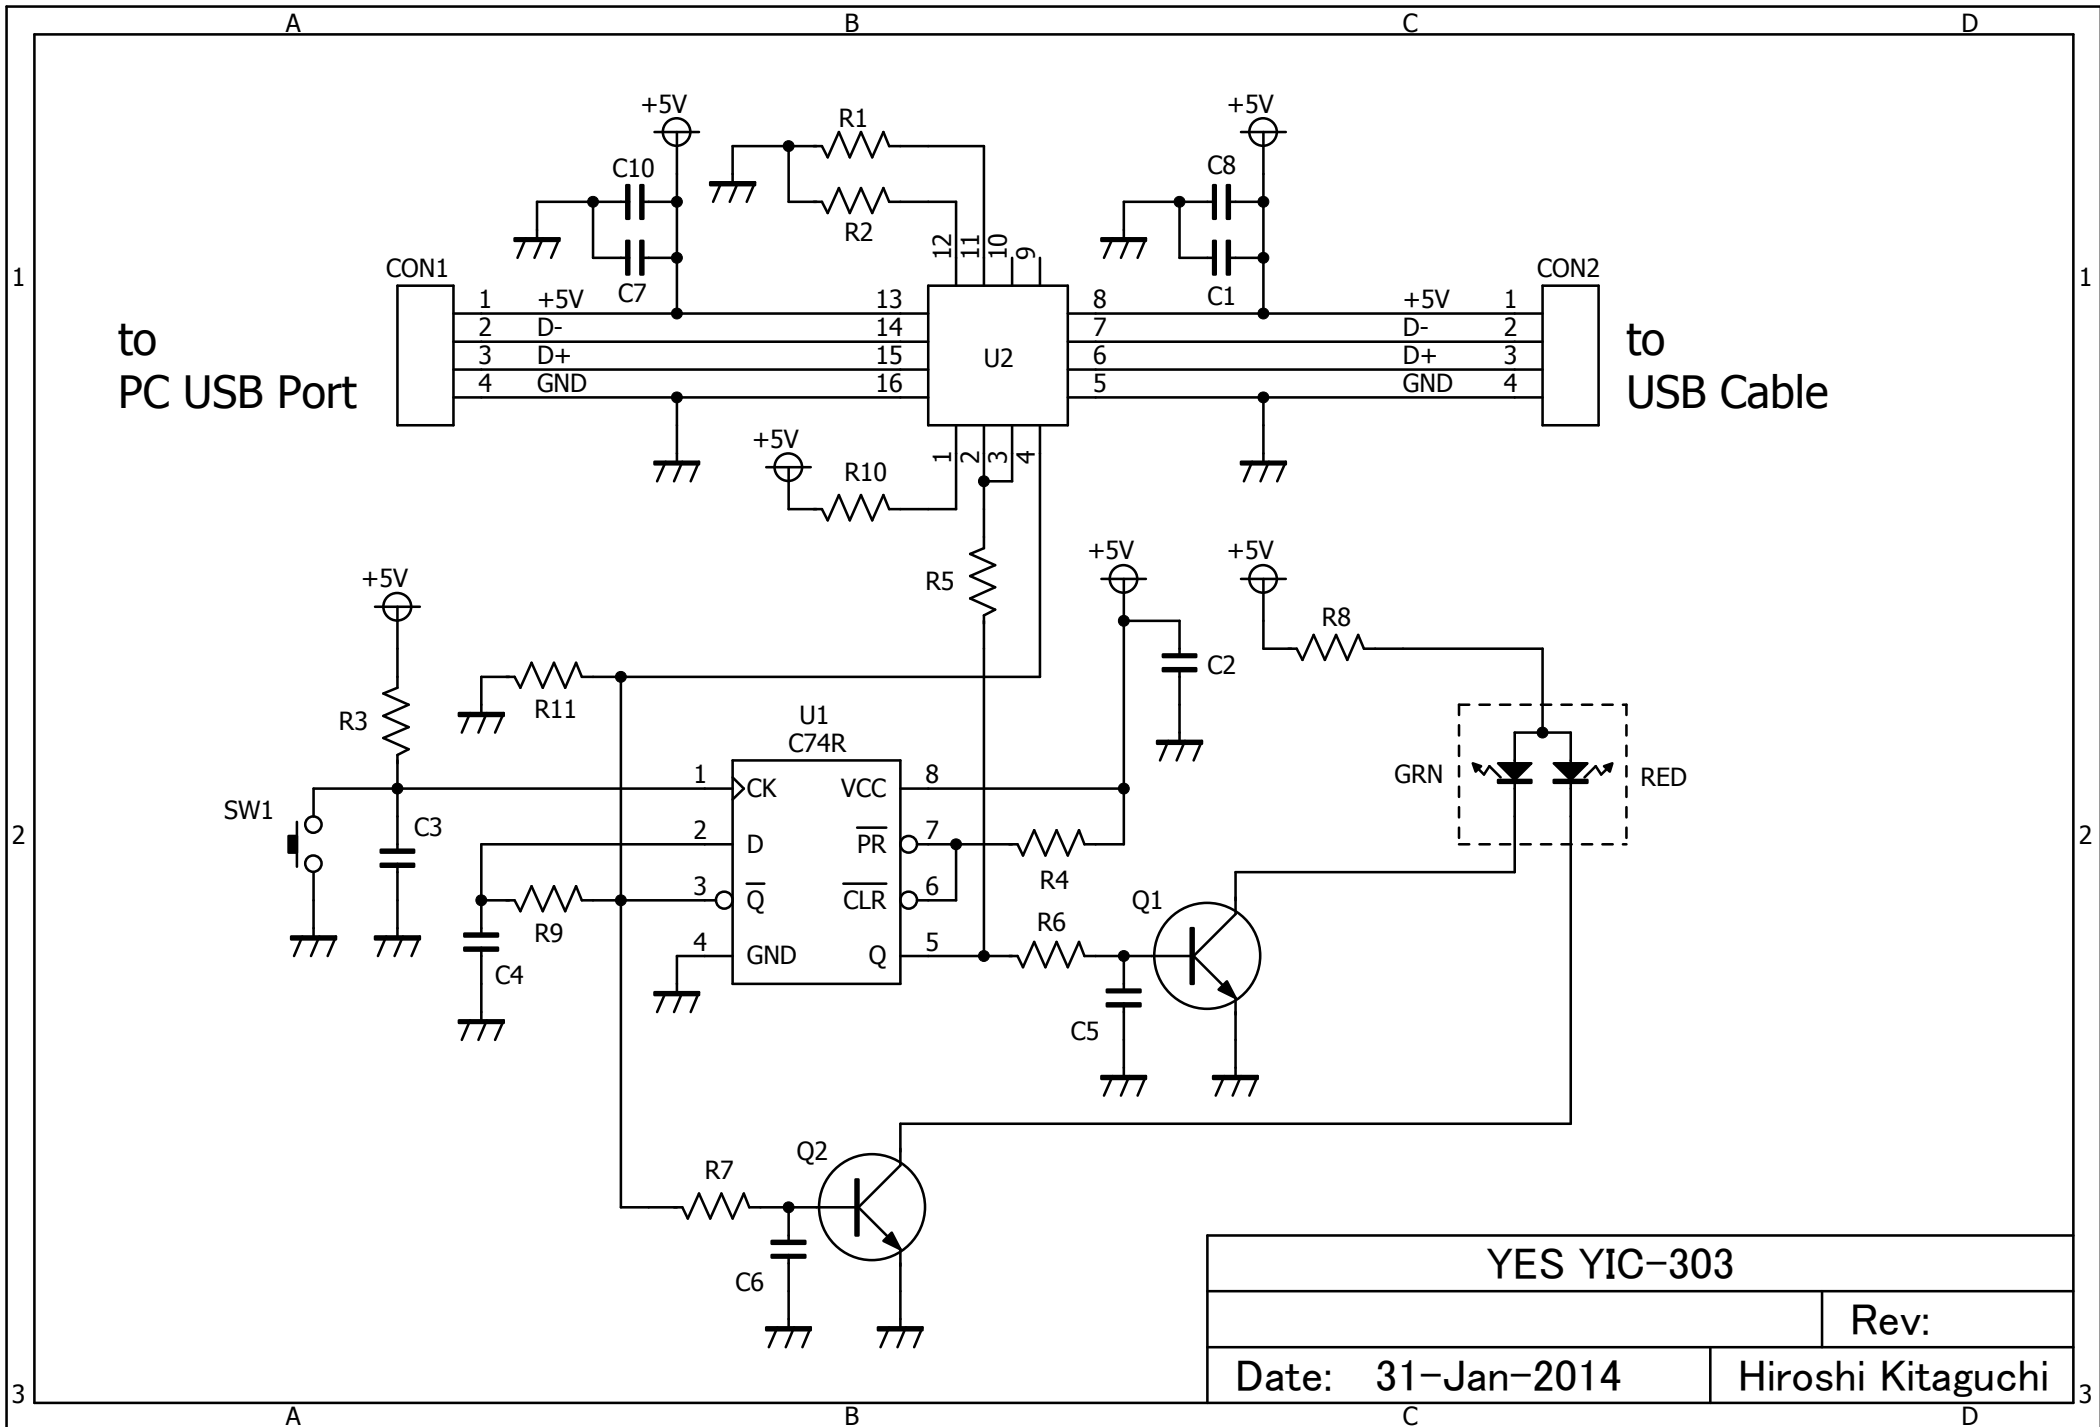 A B C D
+5V
C10
C7
R1
R2
+5V
C8
C1
12
11
10
9
1
1
CON1
1 +5V
2 D-
3 D+
4 GND
13
14
15
16
U2
8
7
6
5
+5V 1
D- 2
D+ 3
GND 4
CON2
to
PC USB Port
to
USB Cable
+5V
R10
1
2
3
4
R5
+5V
C2
+5V
R8
+5V
R3
R11
U1
C74R
1 CK VCC 8
2 D PR 7
3 Q CLR 6
4 GND Q 5
SW1
C3
R9
C4
R4
R6
Q1
C5
GRN
RED
2
2
R7
Q2
C6
YES YIC-303
Rev:
Date: 31-Jan-2014
Hiroshi Kitaguchi
3
3
A B C D